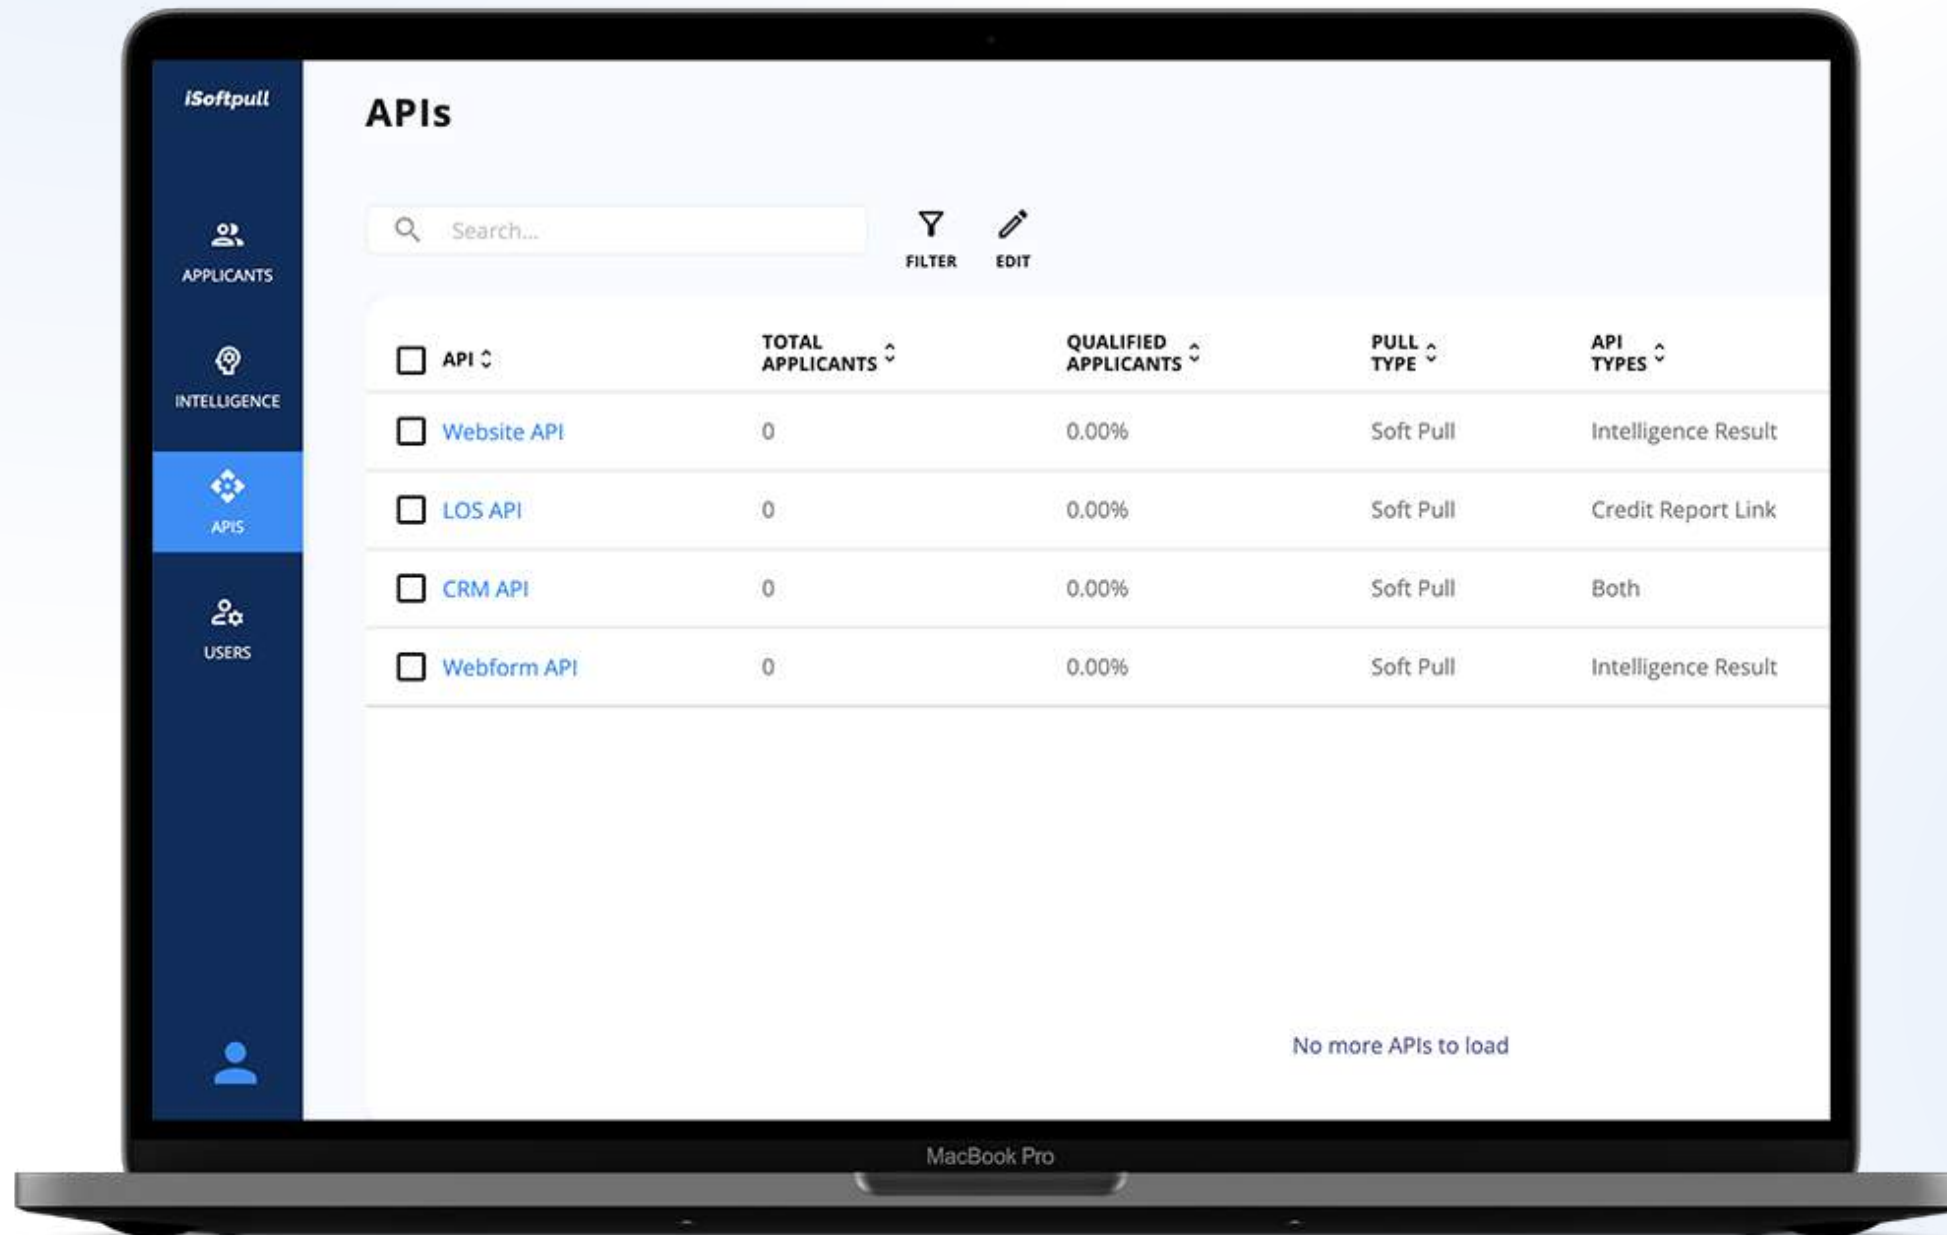 iSoftpull
APPLICANTS
INTELLIGENCE
APIS
USERS
APIs
Search...
FILTER
EDIT
API
TOTAL
APPLICANTS
QUALIFIED
APPLICANTS
PULL
TYPE
API
TYPES
Website API 0 0.00% Soft Pull Intelligence Result
LOS API 0 0.00% Soft Pull Credit Report Link
CRM API 0 0.00% Soft Pull Both
Webform API 0 0.00% Soft Pull Intelligence Result
No more APIs to load
MacBook Pro